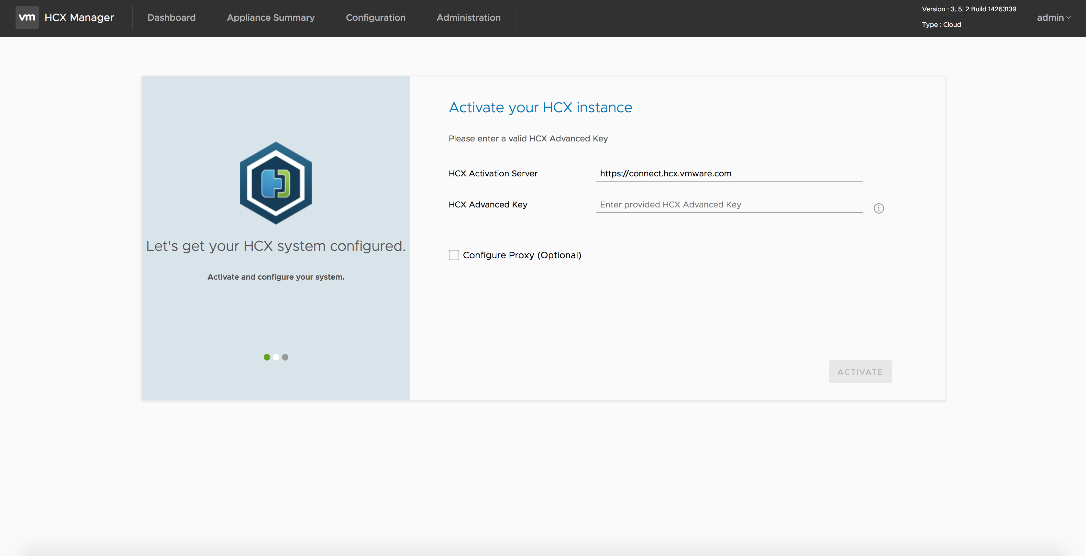 vm HCX Manager Dashboard Appliance Summary Configuration Administration
Version : 3. 5. 2 Build 14263139
Type : Cloud
admin
Let's get your HCX system configured.
Activate and configure your system.
Activate your HCX instance
Please enter a valid HCX Advanced Key
HCX Activation Server https://connect.hcx.vmware.com
HCX Advanced Key Enter provided HCX Advanced Key
Configure Proxy (Optional)
ACTIVATE